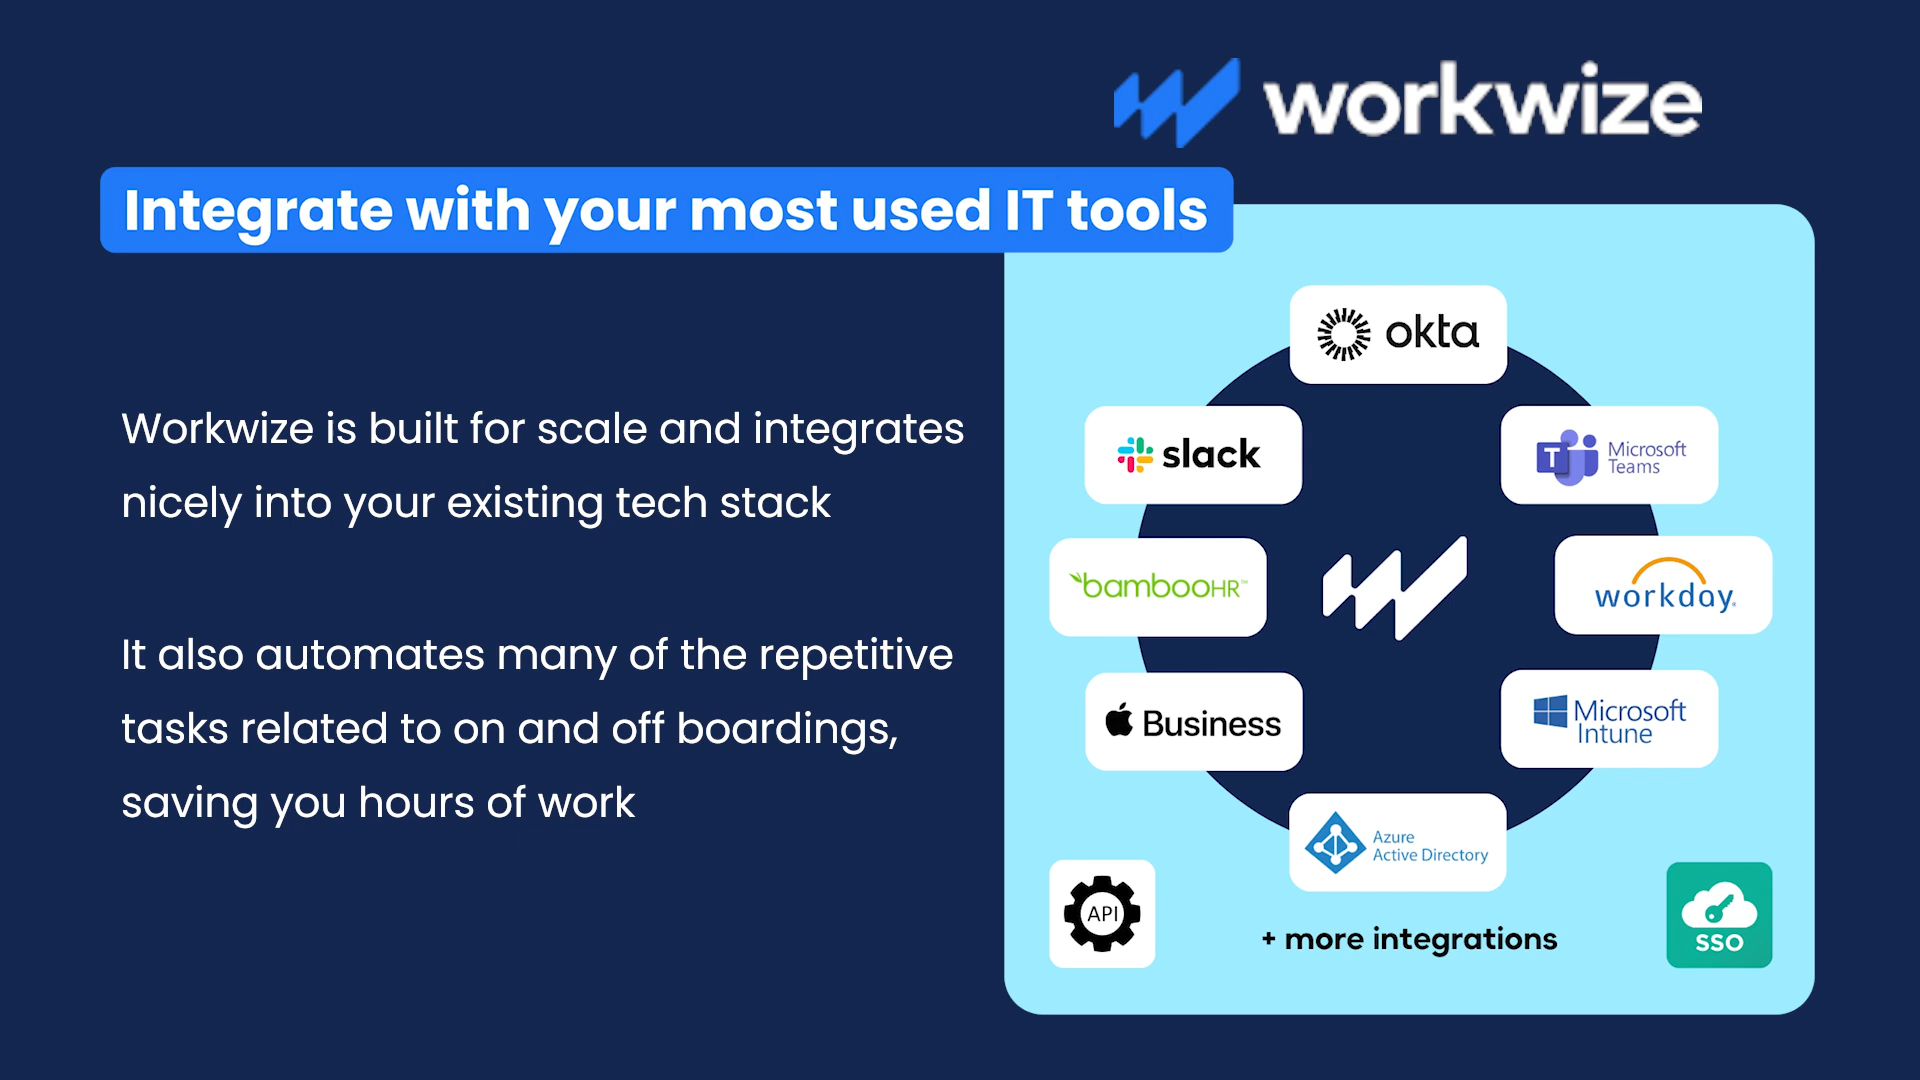 workwize
Integrate with your most used IT tools
Workwize is built for scale and integrates
nicely into your existing tech stack
It also automates many of the repetitive
tasks related to on and off boardings,
saving you hours of work
okta
slack
Microsoft
Teams
bambooHR™
workday®
Business
Microsoft
Intune
Azure
Active Directory
API
+ more integrations
SSO